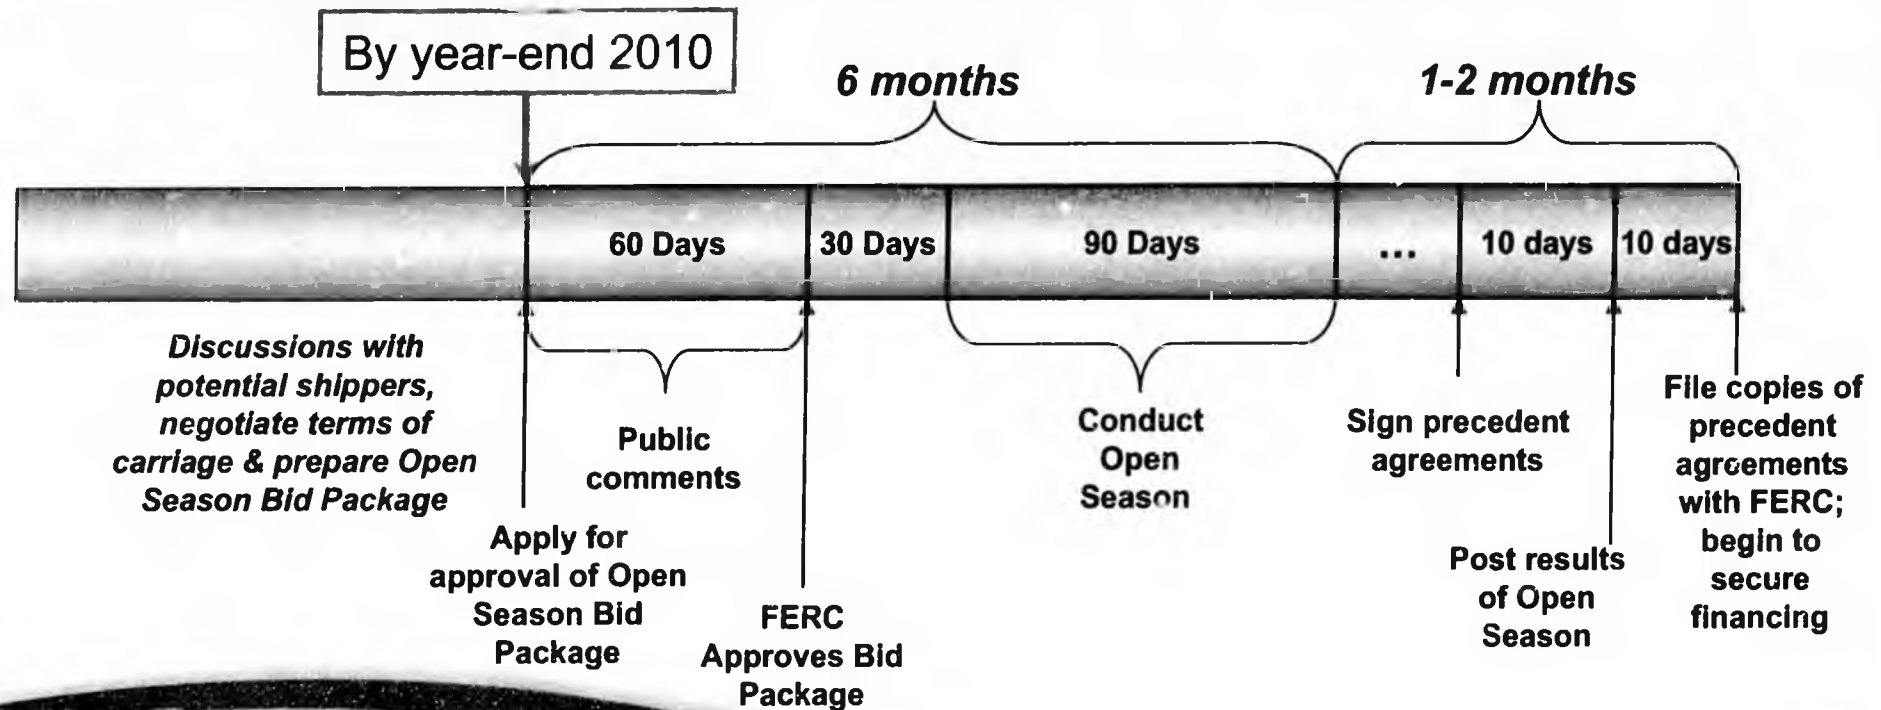 By year-end 2010
6 months
1-2 months
60 Days
30 Days
90 Days
...
10 days
10 days
Discussions with
potential shippers,
negotiate terms of
carriage & prepare Open
Season Bid Package
Apply for
approval of Open
Season Bid
Package
Public
comments
FERC
Approves Bid
Package
Conduct
Open
Season
Sign precedent
agreements
Post results
of Open
Season
File copies of
precedent
agreements
with FERC;
begin to
secure
financing